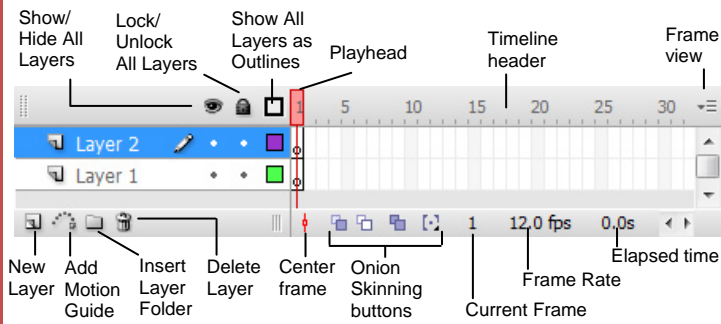 Show/
Hide All
Layers
Lock/
Unlock
All Layers
Show All
Layers as
Outlines
Playhead
Timeline
header
Frame
view
1 5 10 15 20 25 30
Layer 2
Layer 1
1 12.0 fps 0.0s
New
Layer
Add
Motion
Guide
Insert
Layer
Folder
Delete
Layer
Center
frame
Onion
Skinning
buttons
Current Frame
Frame Rate
Elapsed time